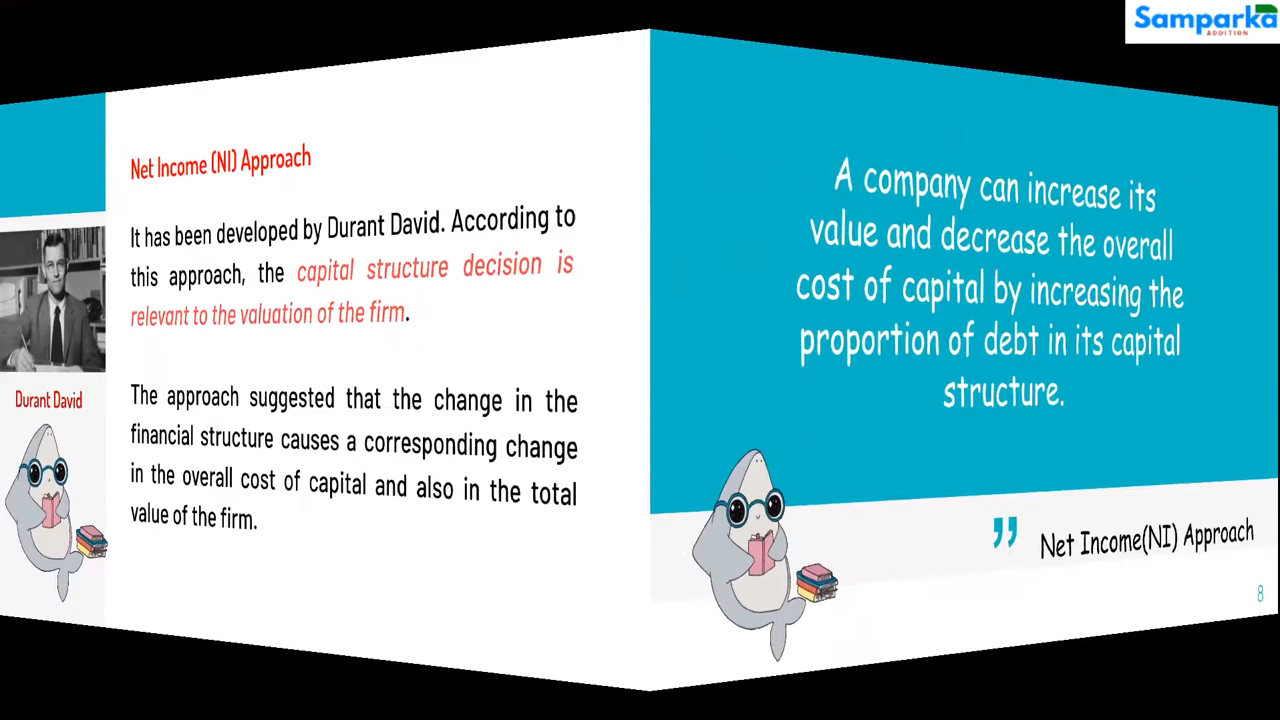 Samparka
ADDITION
Net Income (NI) Approach
It has been developed by Durant David. According to
this approach, the capital structure decision is
relevant to the valuation of the firm.
The approach suggested that the change in the
financial structure causes a corresponding change
in the overall cost of capital and also in the total
value of the firm.
Durant David
A company can increase its
value and decrease the overall
cost of capital by increasing the
proportion of debt in its capital
structure.
” Net Income(NI) Approach
8